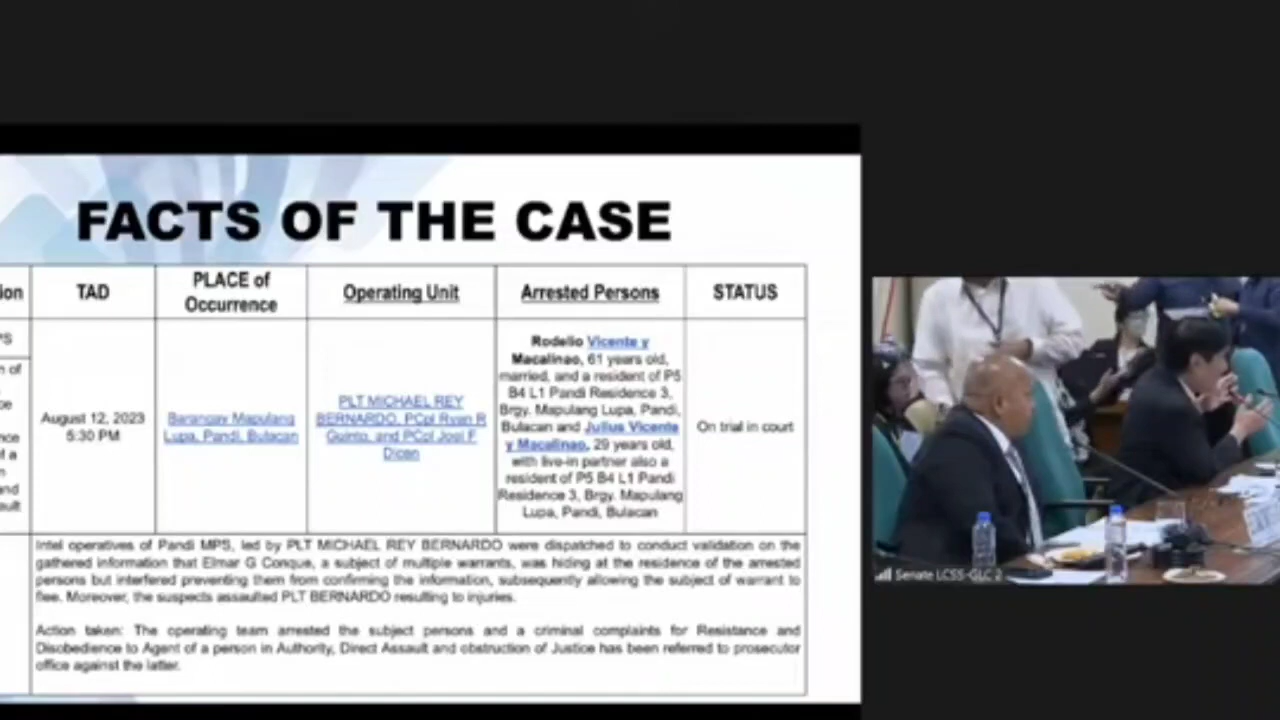 FACTS OF THE CASE
ion
TAD
PLACE of
Occurrence
Operating Unit
Arrested Persons
STATUS
PS
n of
ce
nce
f a
n
and
ault
August 12, 2023
5:30 PM
Barangay Mapulang
Lupa, Pandi, Bulacan
PLT MICHAEL REY
BERNARDO, PCpl Ryan R
Guinto, and PCpl Joel F
Dizon
Rodelio Vicente y
Macalinao, 61 years old,
married, and a resident of P5
B4 L1 Pandi Residence 3,
Brgy. Mapulang Lupa, Pandi,
Bulacan and Julius Vicente
y Macalinao, 29 years old,
with live-in partner also a
resident of P5 B4 L1 Pandi
Residence 3, Brgy. Mapulang
Lupa, Pandi, Bulacan
On trial in court
Intel operatives of Pandi MPS, led by PLT MICHAEL REY BERNARDO were dispatched to conduct validation on the
gathered information that Elmar G Conque, a subject of multiple warrants, was hiding at the residence of the arrested
persons but interfered preventing them from confirming the information, subsequently allowing the subject of warrant to
flee. Moreover, the suspects assaulted PLT BERNARDO resulting to injuries.
Action taken: The operating team arrested the subject persons and a criminal complaints for Resistance and
Disobedience to Agent of a person in Authority, Direct Assault and obstruction of Justice has been referred to prosecutor
office against the latter.
Senate LCSS-GLC 2